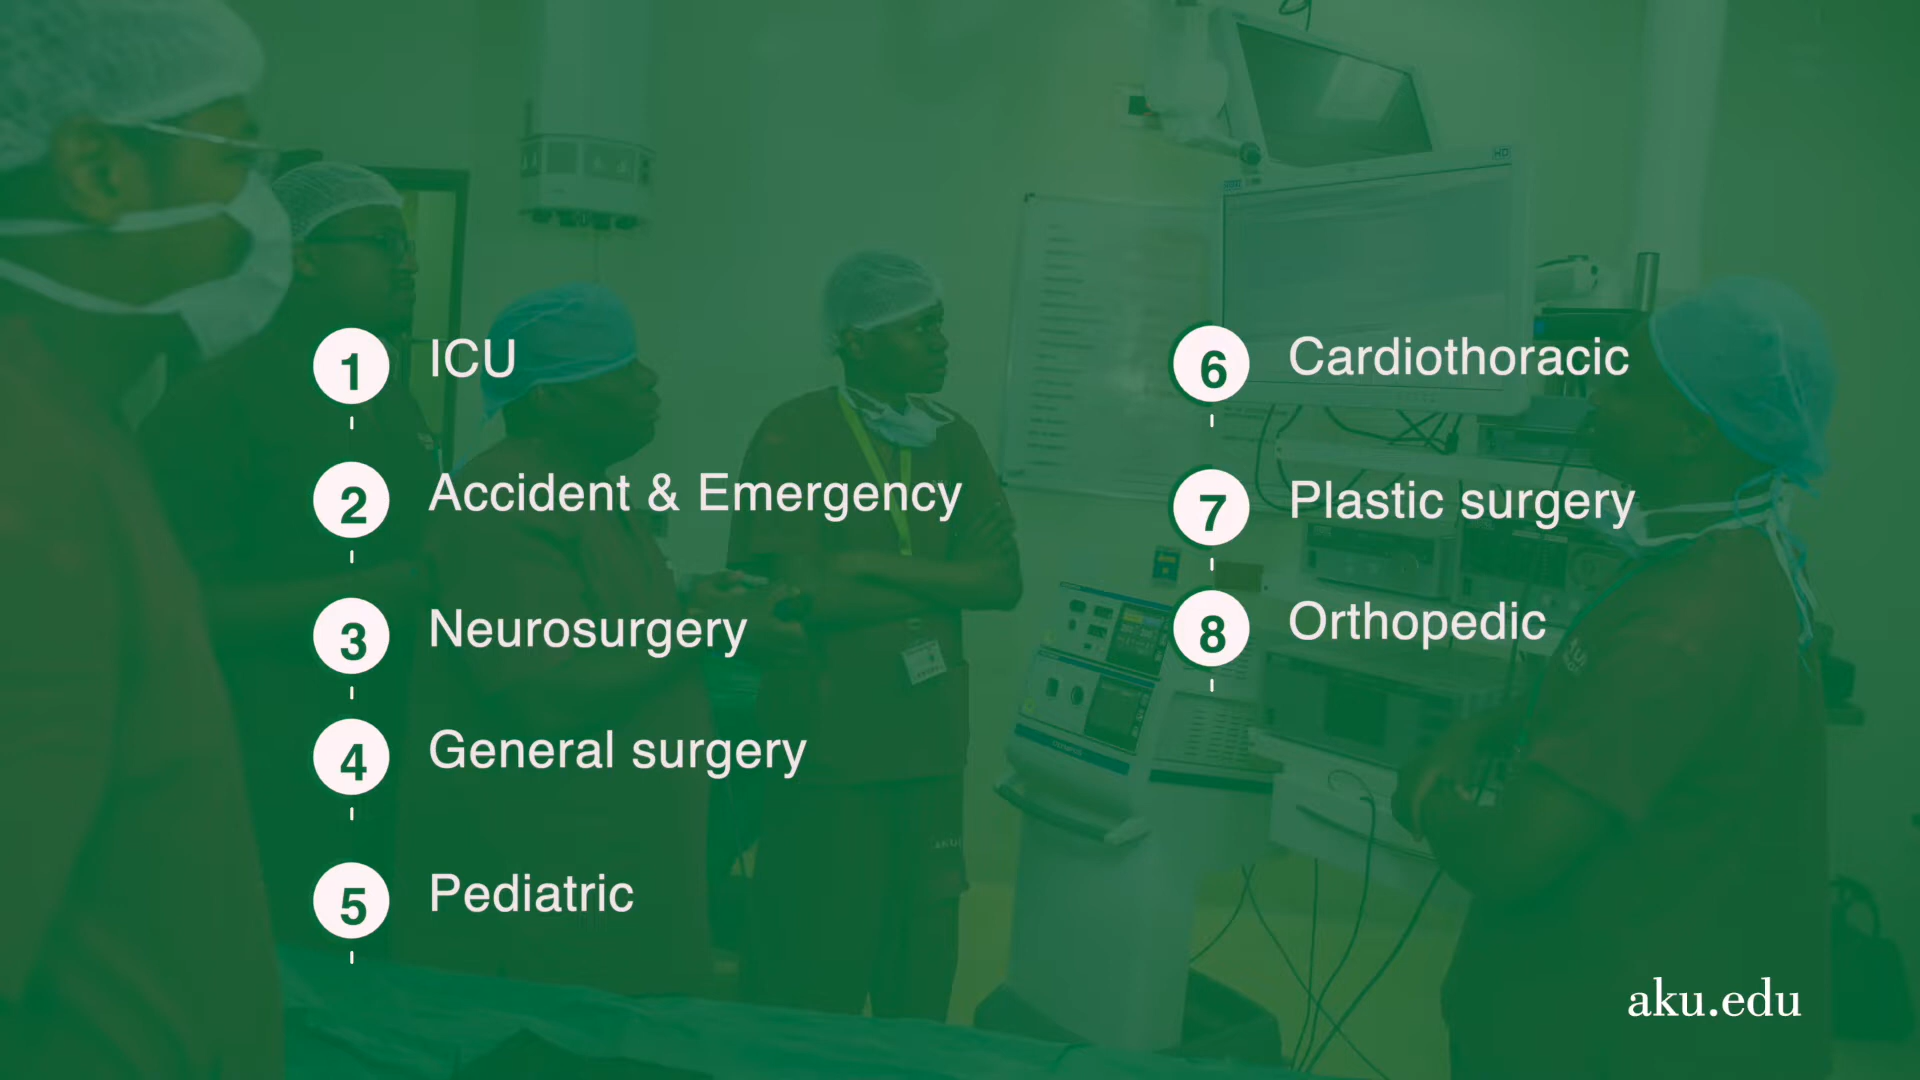 1 ICU
2 Accident & Emergency
3 Neurosurgery
4 General surgery
5 Pediatric
6 Cardiothoracic
7 Plastic surgery
8 Orthopedic
HD
aku.edu